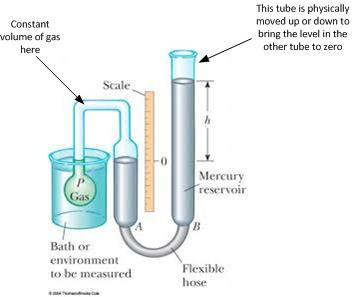 Constant
volume of gas
here
This tube is physically
moved up or down to
bring the level in the
other tube to zero
Scale
h
0
P
Gas
Mercury
reservoir
A
B
Bath or
environment
to be measured
Flexible
hose